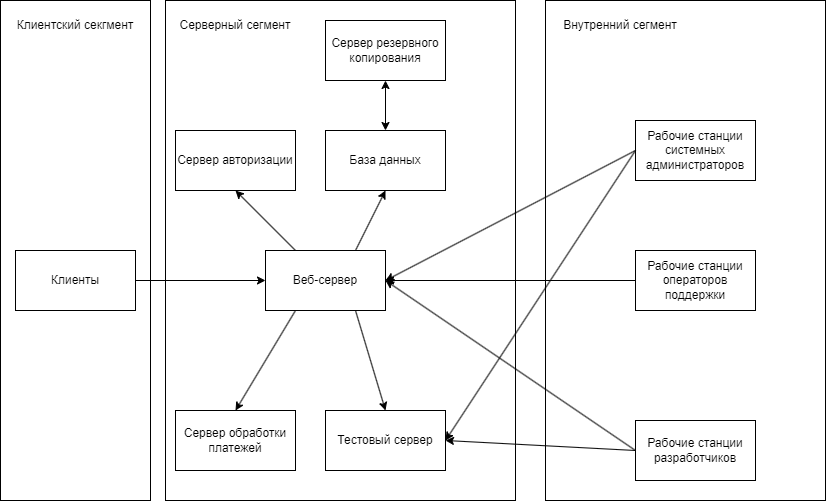 Клиентский секгмент
Серверный сегмент
Внутренний сегмент
Сервер резервного
копирования
Рабочие станции
системных
администраторов
Сервер авторизации
База данных
Клиенты
Веб-сервер
Рабочие станции
операторов
поддержки
Сервер обработки
платежей
Тестовый сервер
Рабочие станции
разработчиков